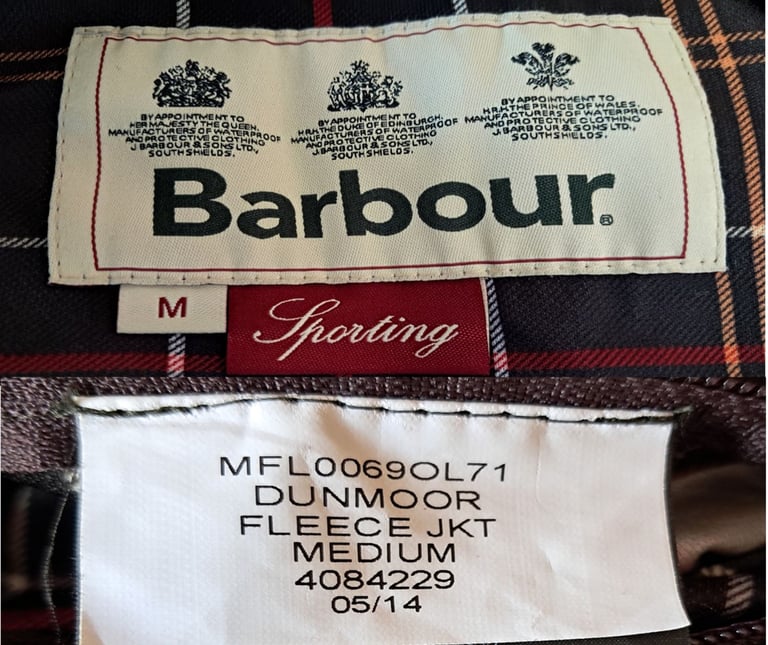 BY APPOINTMENT TO
HER MAJESTY THE QUEEN.
MANUFACTURERS OF WATERPROOF
AND PROTECTIVE CLOTHING
J. BARBOUR & SONS LTD.,
SOUTH SHIELDS.
BY APPOINTMENT TO
H.R.H. THE DUKE OF EDINBURGH.
MANUFACTURERS OF WATERPROOF
AND PROTECTIVE CLOTHING
J. BARBOUR & SONS LTD.,
SOUTH SHIELDS.
BY APPOINTMENT TO
H.R.H. THE PRINCE OF WALES.
MANUFACTURERS OF WATERPROOF
AND PROTECTIVE CLOTHING
J. BARBOUR & SONS LTD.,
SOUTH SHIELDS.
Barbour®
M
Sporting
MFL0069OL71
DUNMOOR
FLEECE JKT
MEDIUM
4084229
05/14